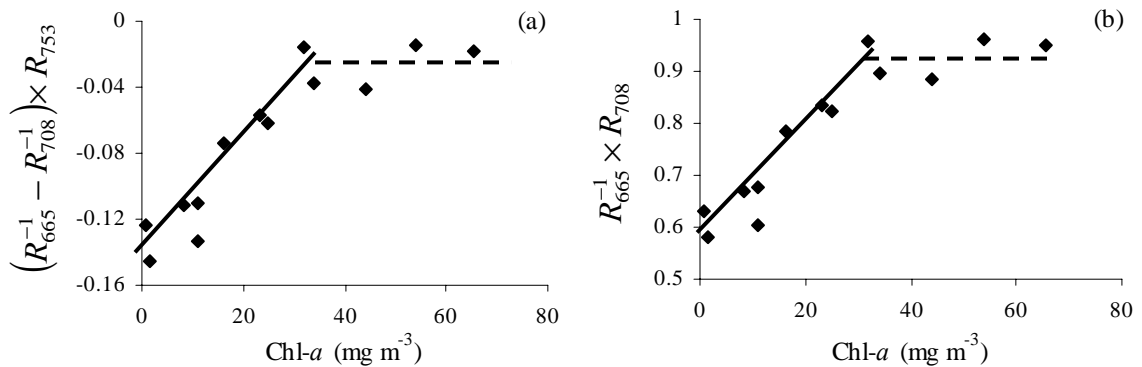 (a)
0
-0.04
-0.08
-0.12
-0.16
(R₆₆₅⁻¹ − R₇₀₈⁻¹) × R₇₅₃
0 20 40 60 80
Chl-a (mg m⁻³)
(b)
1
0.9
0.8
0.7
0.6
0.5
R₆₆₅⁻¹ × R₇₀₈
0 20 40 60 80
Chl-a (mg m⁻³)